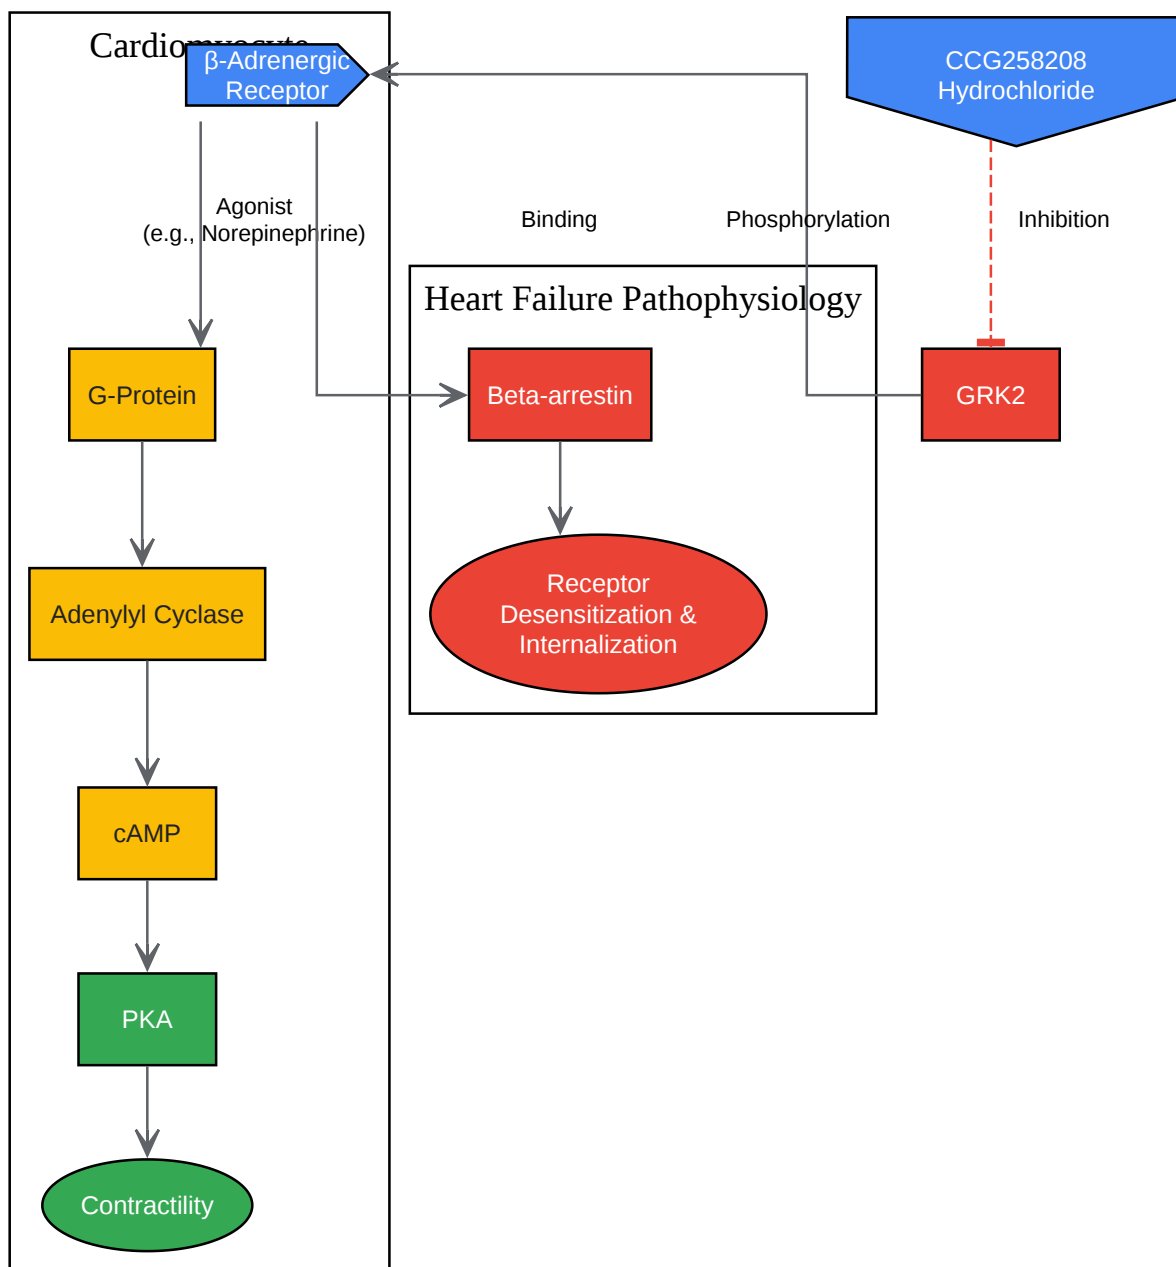 Cardiomyocyte
β-Adrenergic
Receptor
CCG258208
Hydrochloride
Agonist
(e.g., Norepinephrine)
Binding
Phosphorylation
Inhibition
Heart Failure Pathophysiology
G-Protein
Beta-arrestin
GRK2
Adenylyl Cyclase
Receptor
Desensitization &
Internalization
cAMP
PKA
Contractility